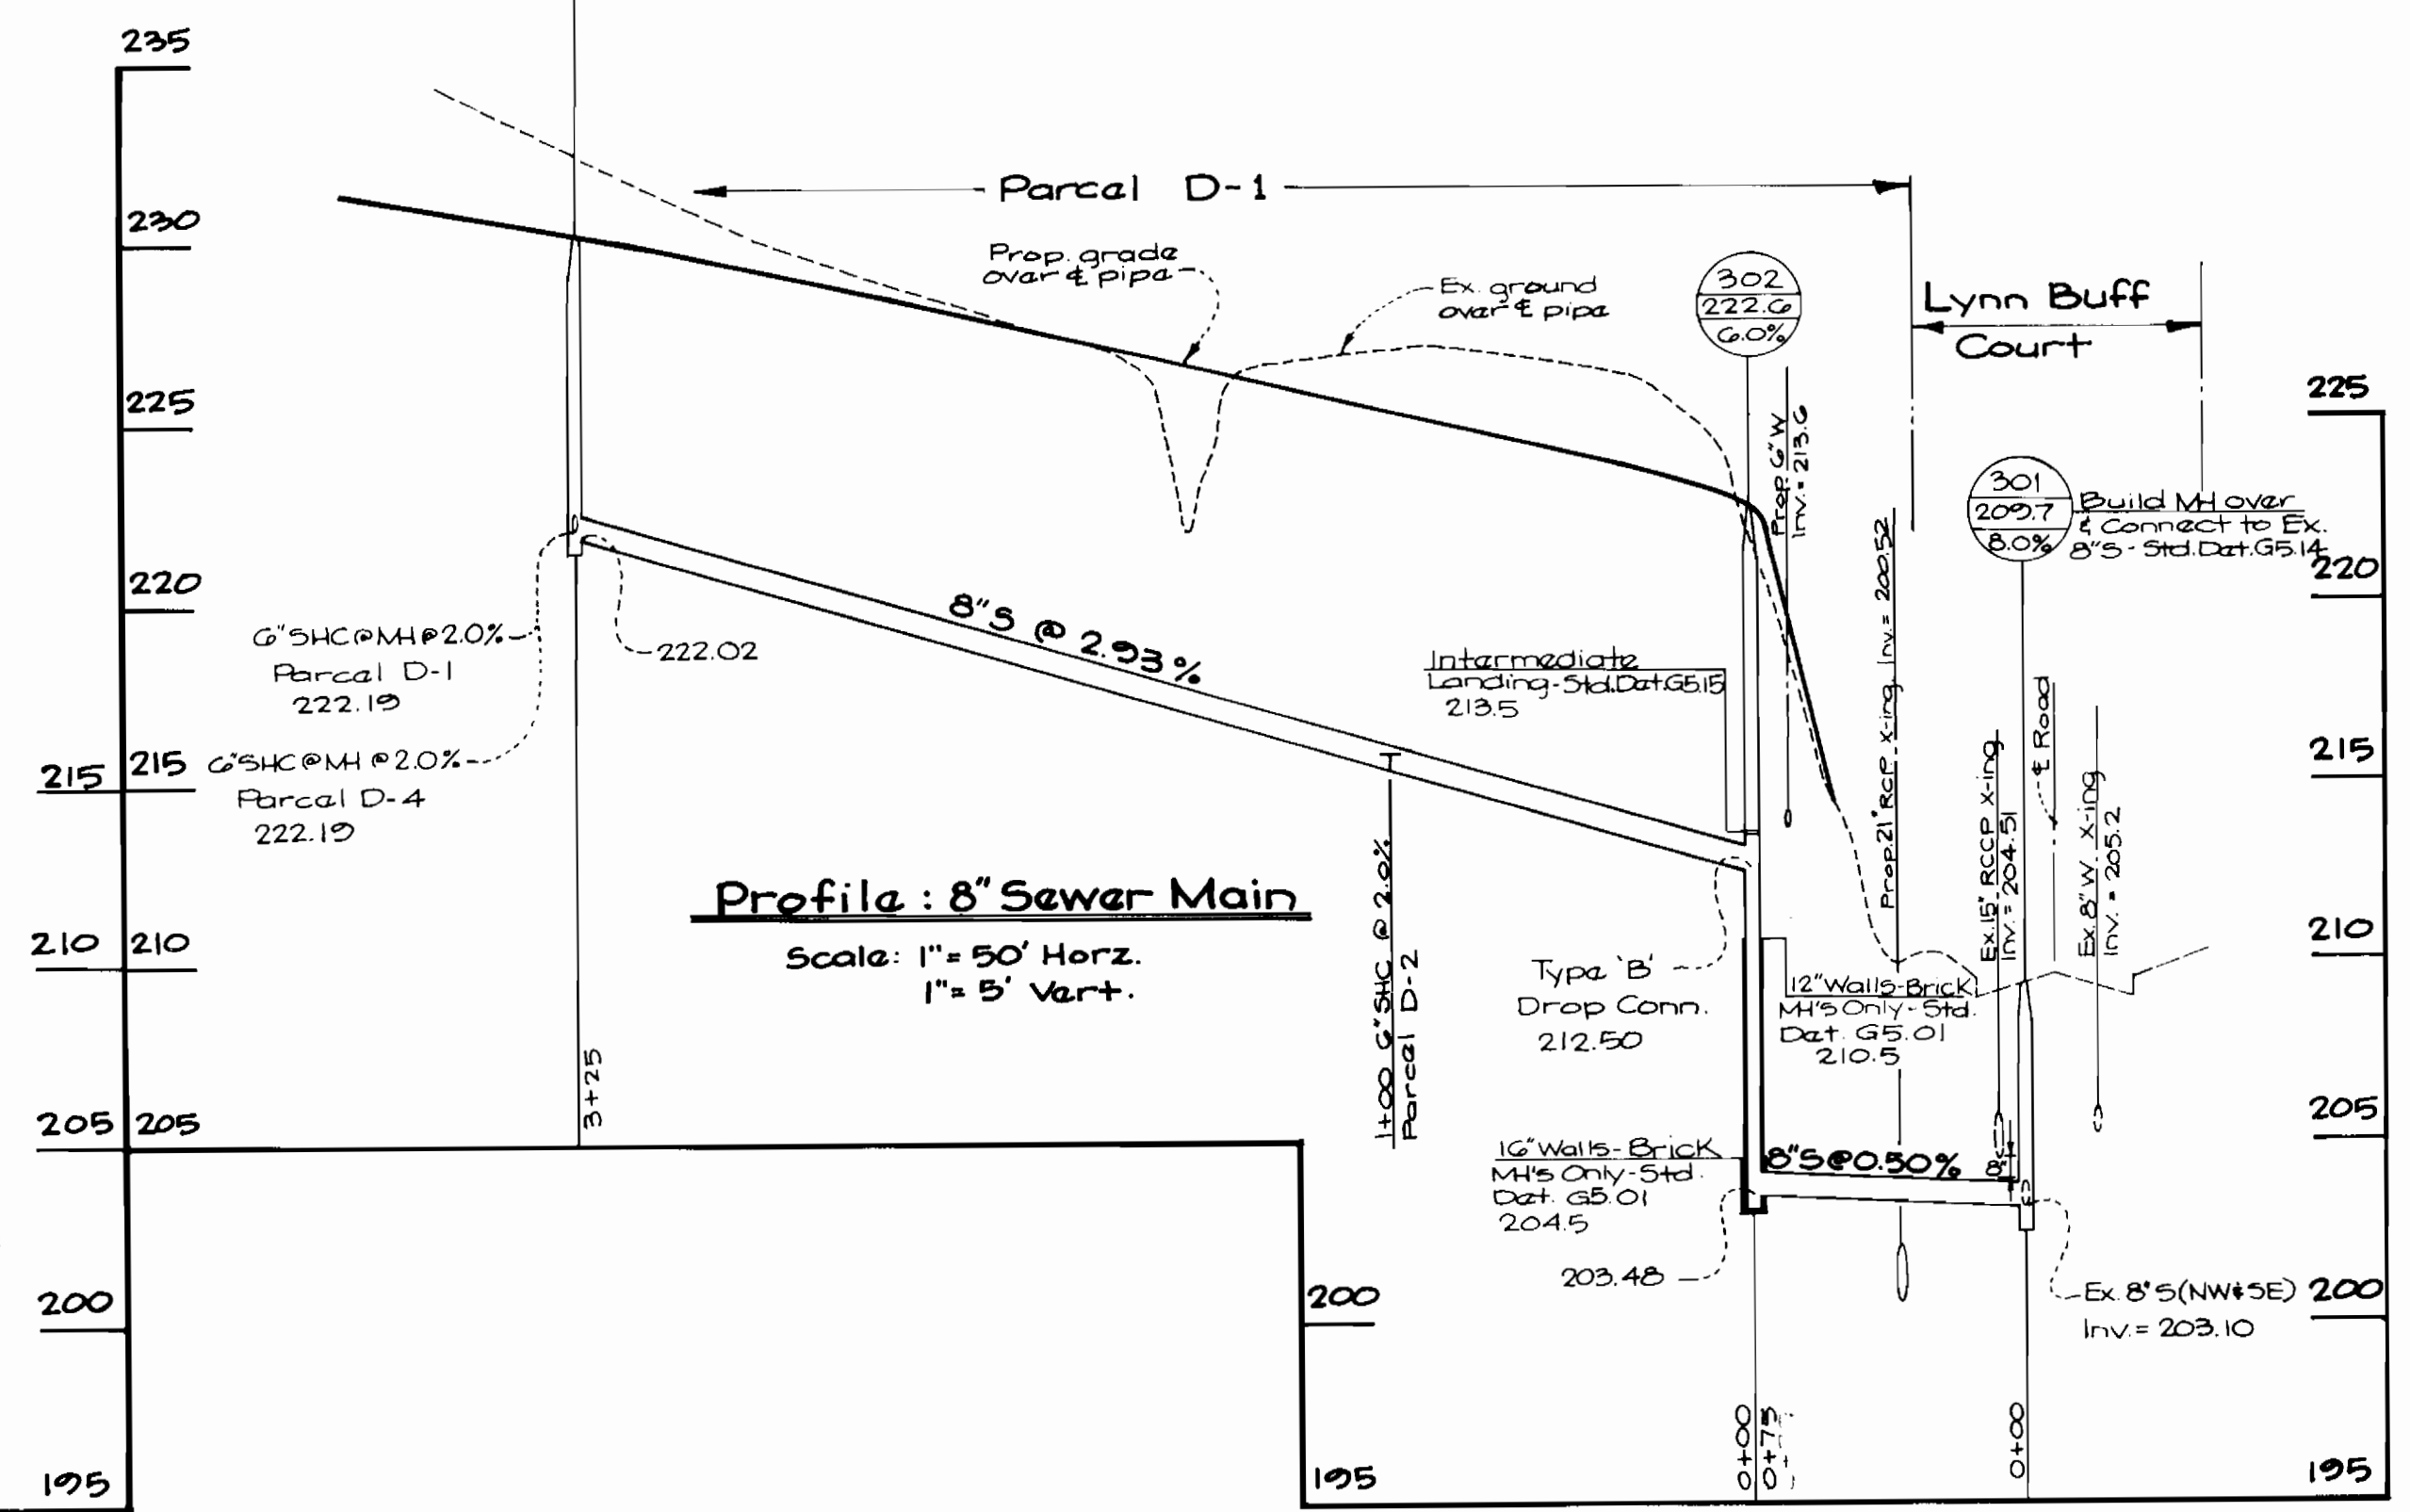 235
230
225
220
215
215
210
210
205
205
200
195
Parcel D-1
Prop. grade
over ⅊ pipe
Ex. ground
over ⅊ pipe
302
222.6
6.0%
Lynn Buff
Court
301
209.7
8.0%
Build MH over
& Connect to Ex.
8"S - Std. Det. G5.14
Prop. 6" W
Inv. = 213.6
Prop. 21" RCP X-ing Inv. = 200.52
Ex. 15" RCCP X-ing
Inv. = 204.51
⅊ Road
Ex. 8" W. X-ing
Inv. = 205.2
225
220
215
210
205
200
195
6"SHC@MH@2.0%
Parcel D-1
222.19
222.02
6"SHC@MH@2.0%
Parcel D-4
222.19
8"S @ 2.93%
Intermediate
Landing-Std.Det.G5.15
213.5
Profile : 8" Sewer Main
Scale: 1"= 50' Horz.
1"= 5' Vert.
1+00 6"SHC @ 2.0%
Parcel D-2
Type 'B'
Drop Conn.
212.50
12" Walls-Brick
MH's Only-Std.
Det. G5.01
210.5
16" Walls-Brick
MH's Only-Std.
Det. G5.01
204.5
203.48
8"S@0.50%
8"
Ex. 8" S (NW & SE)
Inv. = 203.10
3+25
200
195
0+00
0+75
0+00